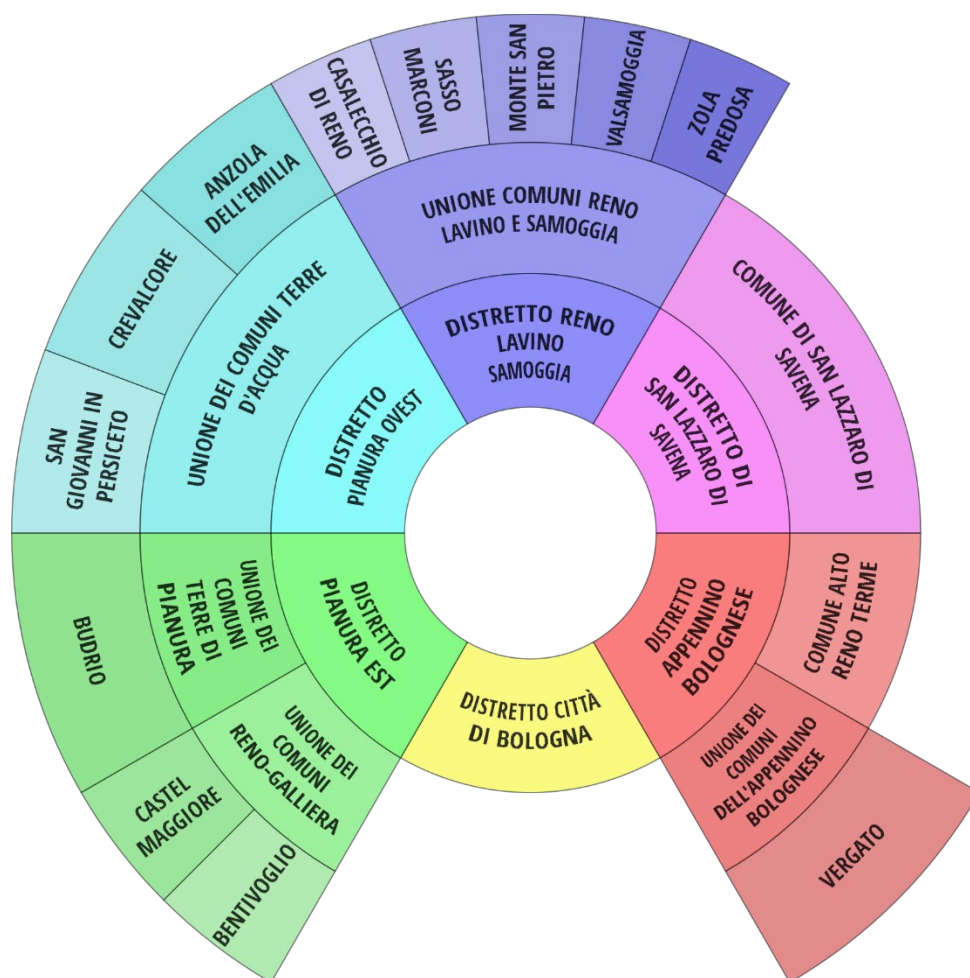 CASALECCHIO
DI RENO
SASSO
MARCONI
MONTE SAN
PIETRO
VALSAMOGGIA
ZOLA
PREDOSA
UNIONE COMUNI RENO
LAVINO E SAMOGGIA
DISTRETTO RENO
LAVINO
SAMOGGIA
ANZOLA
DELL'EMILIA
CREVALCORE
SAN
GIOVANNI IN
PERSICETO
UNIONE DEI COMUNI TERRE
D'ACQUA
DISTRETTO
PIANURA OVEST
COMUNE DI SAN LAZZARO DI
SAVENA
DISTRETTO DI
SAN LAZZARO DI
SAVENA
BUDRIO
UNIONE DEI
COMUNI
TERRE DI
PIANURA
DISTRETTO
PIANURA EST
CASTEL
MAGGIORE
BENTIVOGLIO
UNIONE DEI
COMUNI
RENO-GALLIERA
DISTRETTO CITTÀ
DI BOLOGNA
DISTRETTO
APPENNINO
BOLOGNESE
COMUNE ALTO
RENO TERME
UNIONE DEI
COMUNI
DELL'APPENNINO
BOLOGNESE
VERGATO